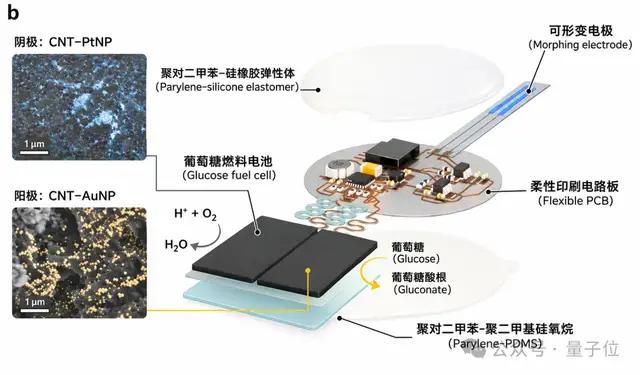 b
阴极：CNT-PtNP
1 μm
阳极：CNT-AuNP
1 μm
聚对二甲苯-硅橡胶弹性体
(Parylene-silicone elastomer)
可形变电极
(Morphing electrode)
葡萄糖燃料电池
(Glucose fuel cell)
柔性印刷电路板
(Flexible PCB)
H⁺ + O₂
H₂O
葡萄糖
(Glucose)
葡萄糖酸根
(Gluconate)
聚对二甲苯-聚二甲基硅氧烷
(Parylene-PDMS)
公众号 · 量子位